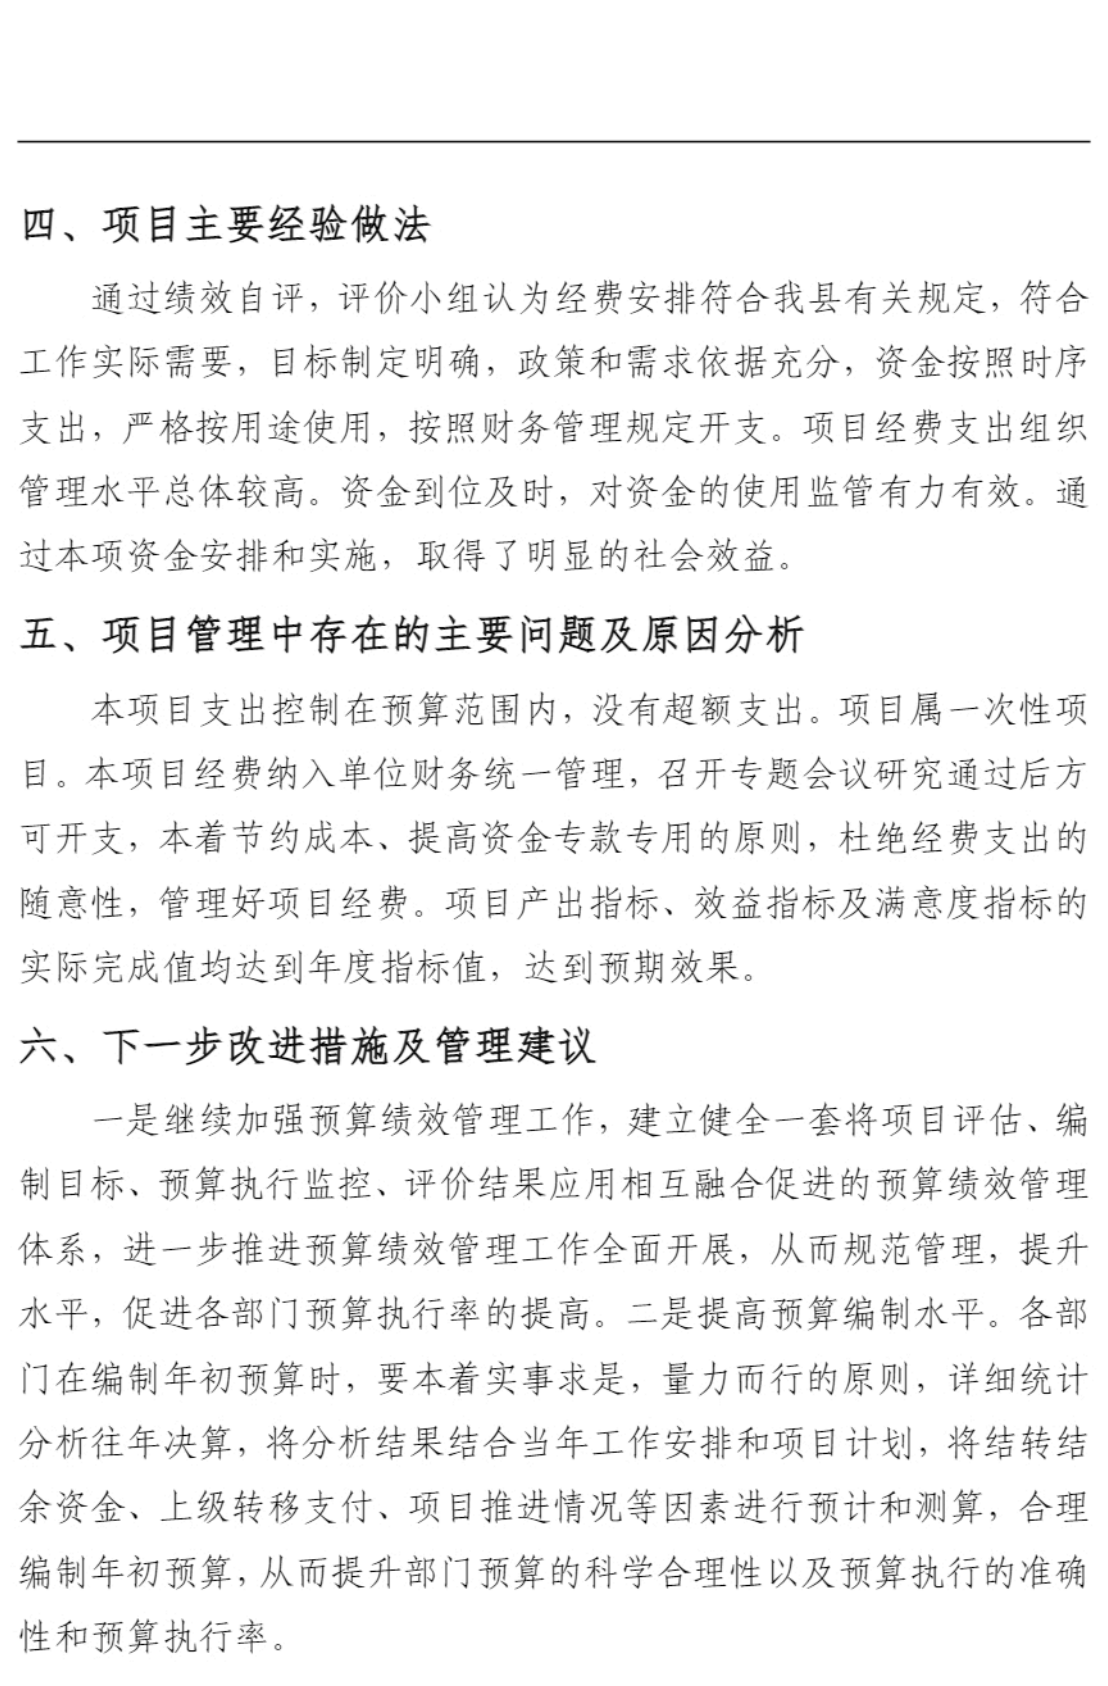 四、项目主要经验做法
通过绩效自评，评价小组认为经费安排符合我县有关规定，符合
工作实际需要，目标制定明确，政策和需求依据充分，资金按照时序
支出，严格按用途使用，按照财务管理规定开支。项目经费支出组织
管理水平总体较高。资金到位及时，对资金的使用监管有力有效。通
过本项资金安排和实施，取得了明显的社会效益。
五、项目管理中存在的主要问题及原因分析
本项目支出控制在预算范围内，没有超额支出。项目属一次性项
目。本项目经费纳入单位财务统一管理，召开专题会议研究通过后方
可开支，本着节约成本、提高资金专款专用的原则，杜绝经费支出的
随意性，管理好项目经费。项目产出指标、效益指标及满意度指标的
实际完成值均达到年度指标值，达到预期效果。
六、下一步改进措施及管理建议
一是继续加强预算绩效管理工作，建立健全一套将项目评估、编
制目标、预算执行监控、评价结果应用相互融合促进的预算绩效管理
体系，进一步推进预算绩效管理工作全面开展，从而规范管理，提升
水平，促进各部门预算执行率的提高。二是提高预算编制水平。各部
门在编制年初预算时，要本着实事求是，量力而行的原则，详细统计
分析往年决算，将分析结果结合当年工作安排和项目计划，将结转结
余资金、上级转移支付、项目推进情况等因素进行预计和测算，合理
编制年初预算，从而提升部门预算的科学合理性以及预算执行的准确
性和预算执行率。